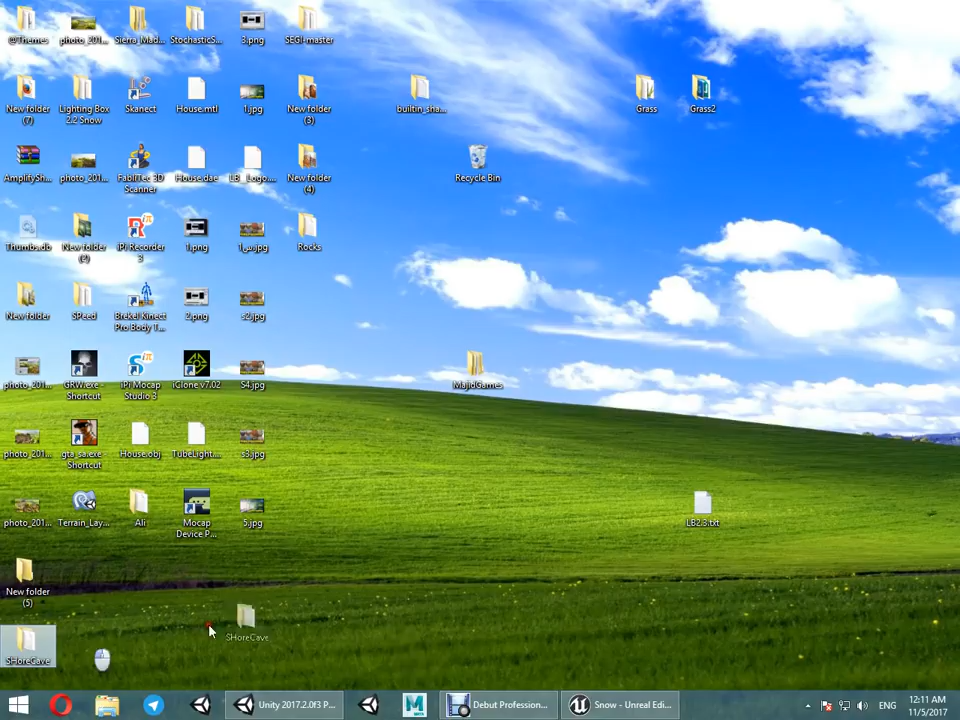 @Themes
photo_201...
Sierra_Mad...
StochasticS...
3.png
SEGI-master
New folder
(7)
Lighting Box
2.2 Snow
Skanect
House.mtl
1.jpg
New folder
(3)
builtin_sha...
Grass
Grass2
AmplifySh...
photo_201...
FabliTec 3D
Scanner
House.dae
LB_Logo....
New folder
(4)
Recycle Bin
Thumbs.db
New folder
(2)
iPi Recorder
3
1.png
Rocks
New folder
SPeed
Brekel Kinect
Pro Body T...
2.png
s2.jpg
photo_201...
GRW.exe -
Shortcut
iPi Mocap
Studio 3
iClone.v7.02
S4.jpg
MajidGames
photo_201...
gta_sa.exe-
Shortcut
House.obj
TubeLight....
s3.jpg
photo_201...
Terrain_Lay...
Ali
Mocap
Device P...
5.jpg
LB2.3.txt
New folder
(5)
SHoreCave
SHoreCave
Unity 2017.2.0f3 P...
Debut Profession...
Snow - Unreal Edi...
ENG
12:11 AM
11/5/2017